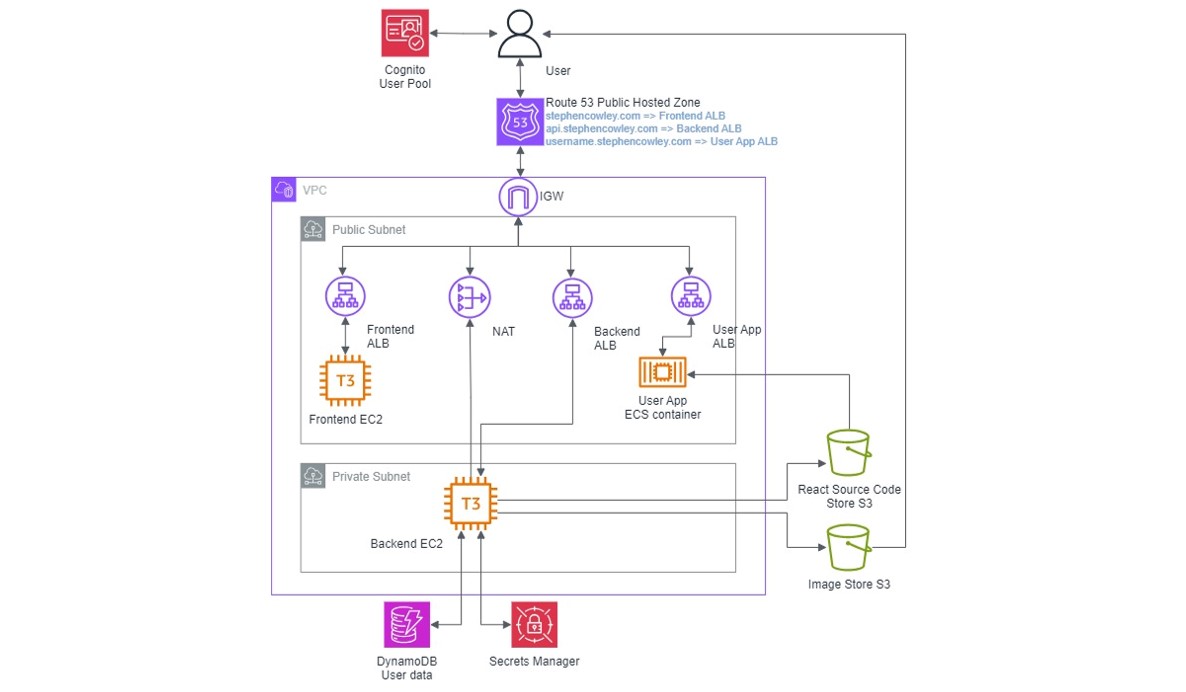 Cognito
User Pool
User
53
Route 53 Public Hosted Zone
stephencowley.com => Frontend ALB
api.stephencowley.com => Backend ALB
username.stephencowley.com => User App ALB
VPC
IGW
Public Subnet
Frontend
ALB
NAT
Backend
ALB
User App
ALB
T3
Frontend EC2
User App
ECS container
Private Subnet
T3
Backend EC2
React Source Code
Store S3
Image Store S3
DynamoDB
User data
Secrets Manager